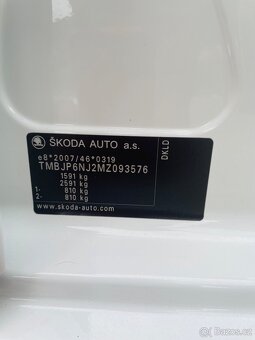 ŠKODA AUTO a.s.
e8*2007/46*0319
TMBJP6NJ2MZ093576
1591 kg
2591 kg
1- 810 kg
2- 810 kg
www.skoda-auto.com
DKLD
Bazoš.cz